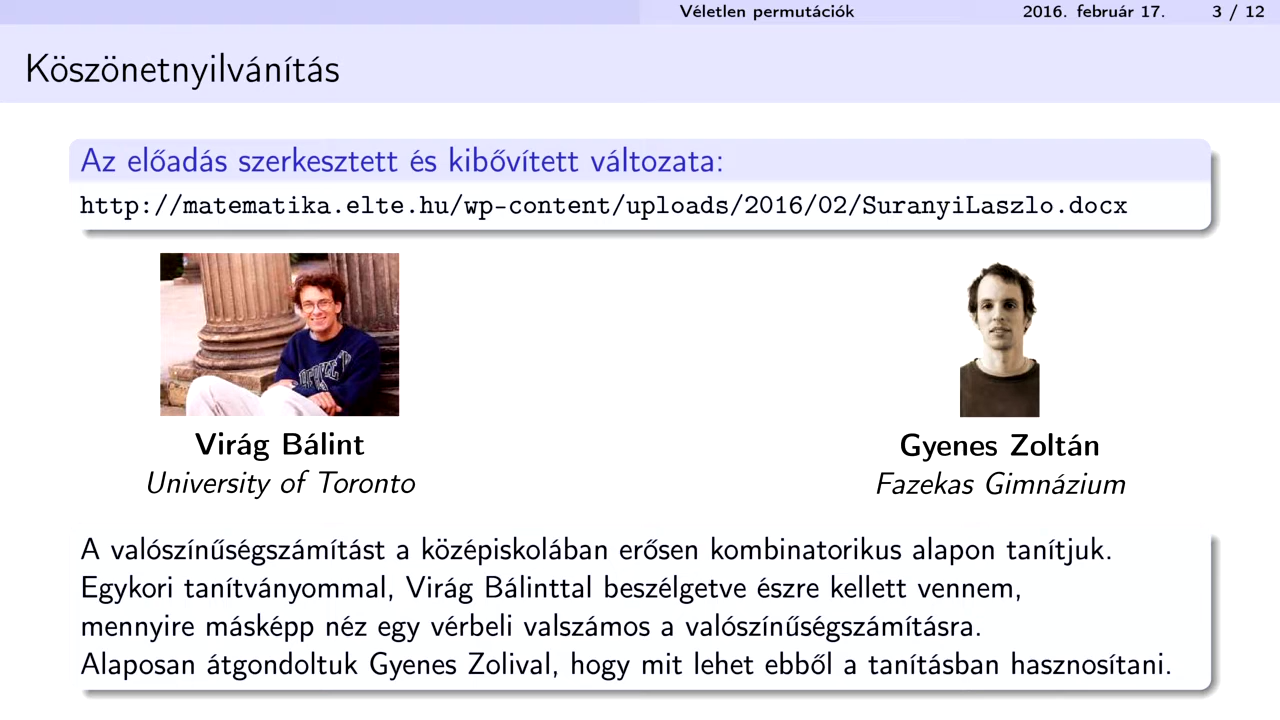 Véletlen permutációk 2016. február 17. 3 / 12
Köszönetnyilvánítás
Az előadás szerkesztett és kibővített változata:
http://matematika.elte.hu/wp-content/uploads/2016/02/SuranyiLaszlo.docx
Virág Bálint
University of Toronto
Gyenes Zoltán
Fazekas Gimnázium
A valószínűségszámítást a középiskolában erősen kombinatorikus alapon tanítjuk.
Egykori tanítványommal, Virág Bálinttal beszélgetve észre kellett vennem,
mennyire másképp néz egy vérbeli valszámos a valószínűségszámításra.
Alaposan átgondoltuk Gyenes Zolival, hogy mit lehet ebből a tanításban hasznosítani.